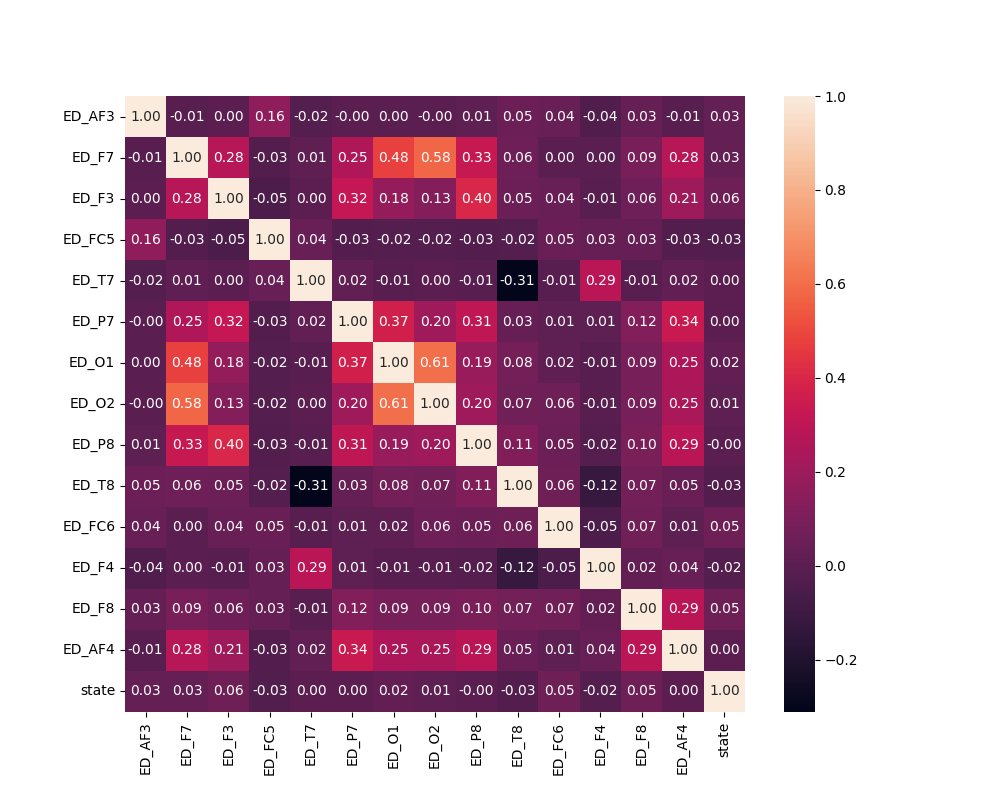 ED_AF3 1.00 -0.01 0.00 0.16 -0.02 -0.00 0.00 -0.00 0.01 0.05 0.04 -0.04 0.03 -0.01 0.03
ED_F7 -0.01 1.00 0.28 -0.03 0.01 0.25 0.48 0.58 0.33 0.06 0.00 0.00 0.09 0.28 0.03
ED_F3 0.00 0.28 1.00 -0.05 0.00 0.32 0.18 0.13 0.40 0.05 0.04 -0.01 0.06 0.21 0.06
ED_FC5 0.16 -0.03 -0.05 1.00 0.04 -0.03 -0.02 -0.02 -0.03 -0.02 0.05 0.03 0.03 -0.03 -0.03
ED_T7 -0.02 0.01 0.00 0.04 1.00 0.02 -0.01 0.00 -0.01 -0.31 -0.01 0.29 -0.01 0.02 0.00
ED_P7 -0.00 0.25 0.32 -0.03 0.02 1.00 0.37 0.20 0.31 0.03 0.01 0.01 0.12 0.34 0.00
ED_O1 0.00 0.48 0.18 -0.02 -0.01 0.37 1.00 0.61 0.19 0.08 0.02 -0.01 0.09 0.25 0.02
ED_O2 -0.00 0.58 0.13 -0.02 0.00 0.20 0.61 1.00 0.20 0.07 0.06 -0.01 0.09 0.25 0.01
ED_P8 0.01 0.33 0.40 -0.03 -0.01 0.31 0.19 0.20 1.00 0.11 0.05 -0.02 0.10 0.29 -0.00
ED_T8 0.05 0.06 0.05 -0.02 -0.31 0.03 0.08 0.07 0.11 1.00 0.06 -0.12 0.07 0.05 -0.03
ED_FC6 0.04 0.00 0.04 0.05 -0.01 0.01 0.02 0.06 0.05 0.06 1.00 -0.05 0.07 0.01 0.05
ED_F4 -0.04 0.00 -0.01 0.03 0.29 0.01 -0.01 -0.01 -0.02 -0.12 -0.05 1.00 0.02 0.04 -0.02
ED_F8 0.03 0.09 0.06 0.03 -0.01 0.12 0.09 0.09 0.10 0.07 0.07 0.02 1.00 0.29 0.05
ED_AF4 -0.01 0.28 0.21 -0.03 0.02 0.34 0.25 0.25 0.29 0.05 0.01 0.04 0.29 1.00 0.00
state 0.03 0.03 0.06 -0.03 0.00 0.00 0.02 0.01 -0.00 -0.03 0.05 -0.02 0.05 0.00 1.00
ED_AF3 ED_F7 ED_F3 ED_FC5 ED_T7 ED_P7 ED_O1 ED_O2 ED_P8 ED_T8 ED_FC6 ED_F4 ED_F8 ED_AF4 state
1.0
0.8
0.6
0.4
0.2
0.0
−0.2